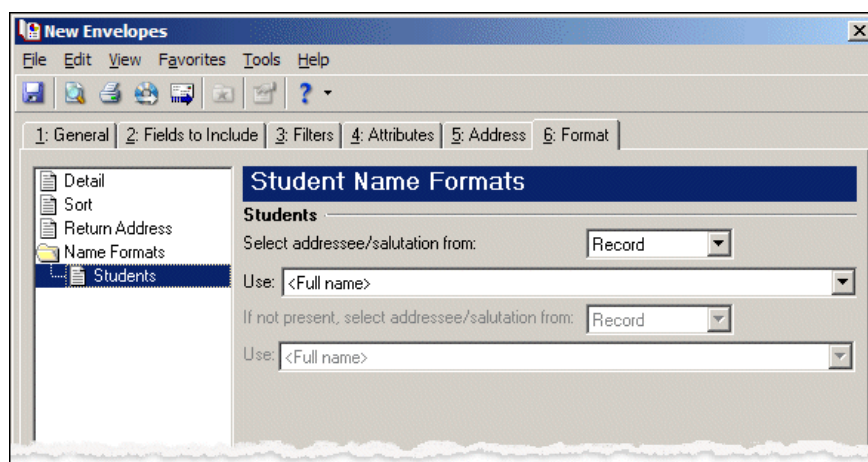 New Envelopes
File Edit View Favorites Tools Help
1: General 2: Fields to Include 3: Filters 4: Attributes 5: Address 6: Format
Detail
Sort
Return Address
Name Formats
Students
Student Name Formats
Students
Select addressee/salutation from: Record
Use: <Full name>
If not present, select addressee/salutation from: Record
Use: <Full name>